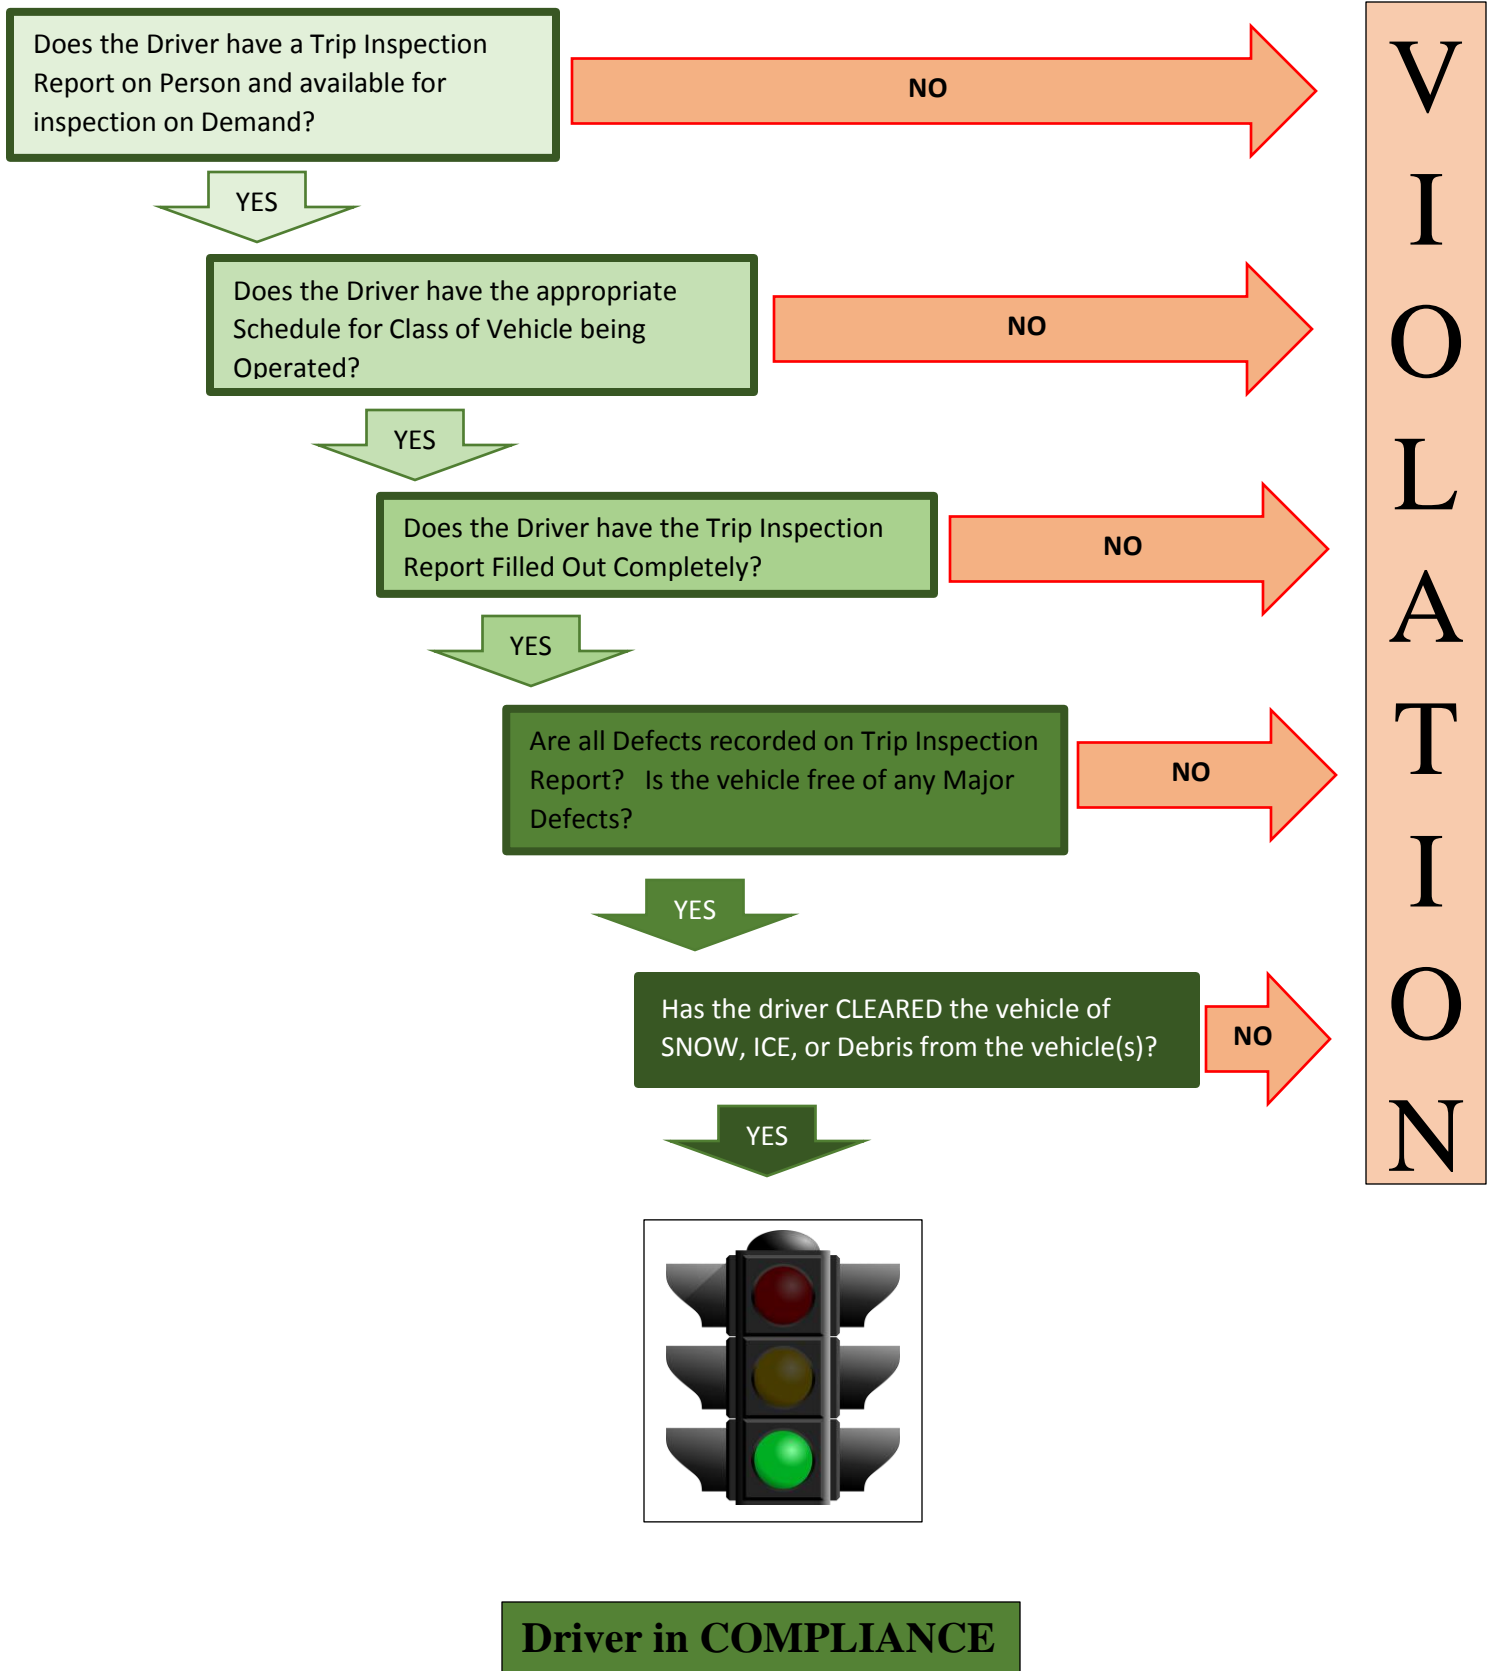 Does the Driver have a Trip Inspection
Report on Person and available for
inspection on Demand?
NO
YES
Does the Driver have the appropriate
Schedule for Class of Vehicle being
Operated?
NO
YES
Does the Driver have the Trip Inspection
Report Filled Out Completely?
NO
YES
Are all Defects recorded on Trip Inspection
Report?   Is the vehicle free of any Major
Defects?
NO
YES
Has the driver CLEARED the vehicle of
SNOW, ICE, or Debris from the vehicle(s)?
NO
YES
Driver in COMPLIANCE
V
I
O
L
A
T
I
O
N